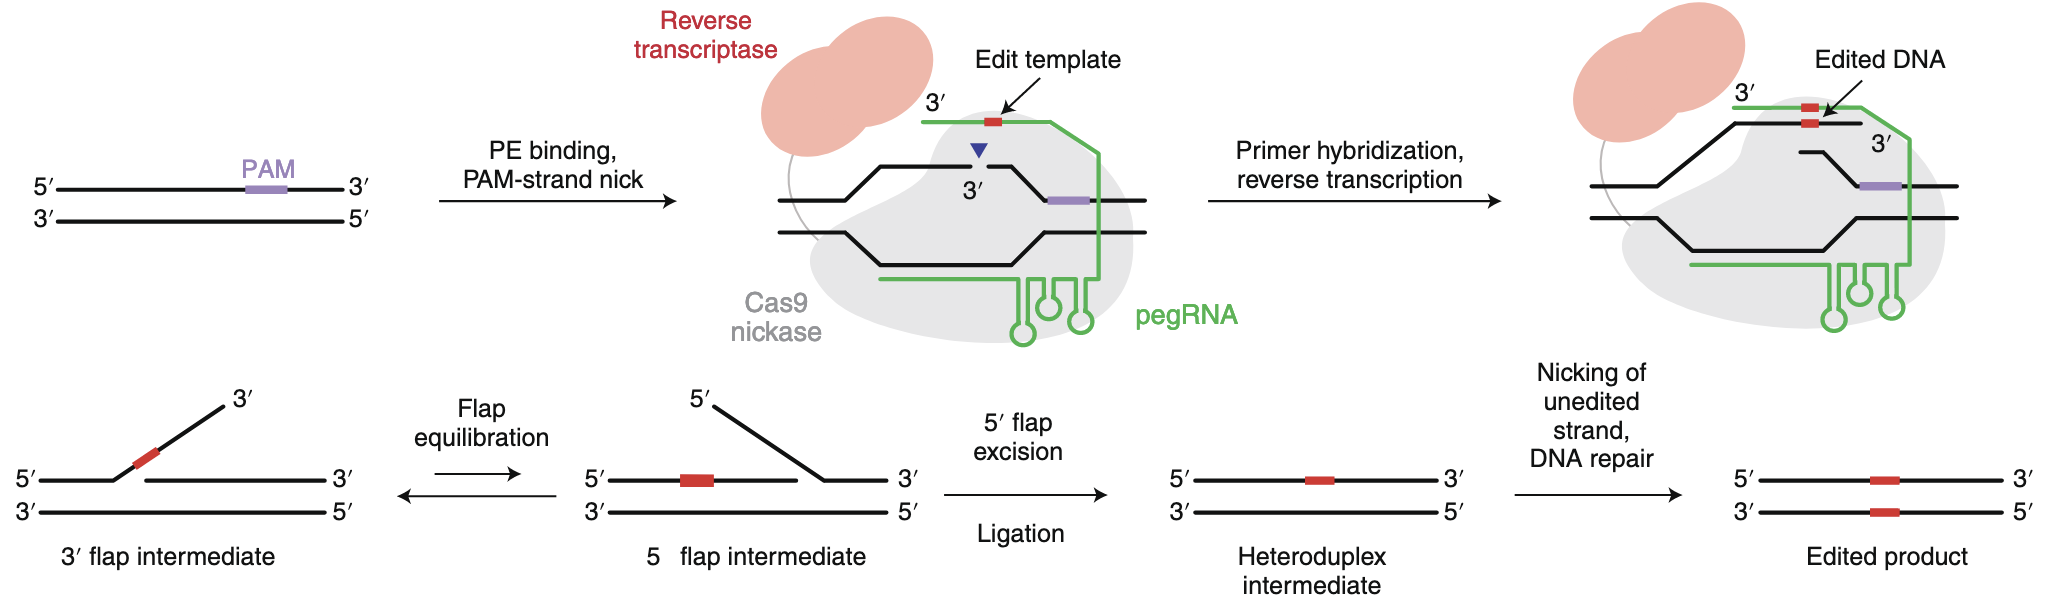 5′
3′
PAM
3′
5′
PE binding,
PAM-strand nick
Reverse
transcriptase
Edit template
3′
3′
Cas9
nickase
pegRNA
Primer hybridization,
reverse transcription
Edited DNA
3′
3′
5′
3′
3′
3′
5′
3′ flap intermediate
Flap
equilibration
5′
5′
3′
3′
5′
5 flap intermediate
5′ flap
excision
Ligation
5′
3′
3′
5′
Heteroduplex
intermediate
Nicking of
unedited
strand,
DNA repair
5′
3′
3′
5′
Edited product